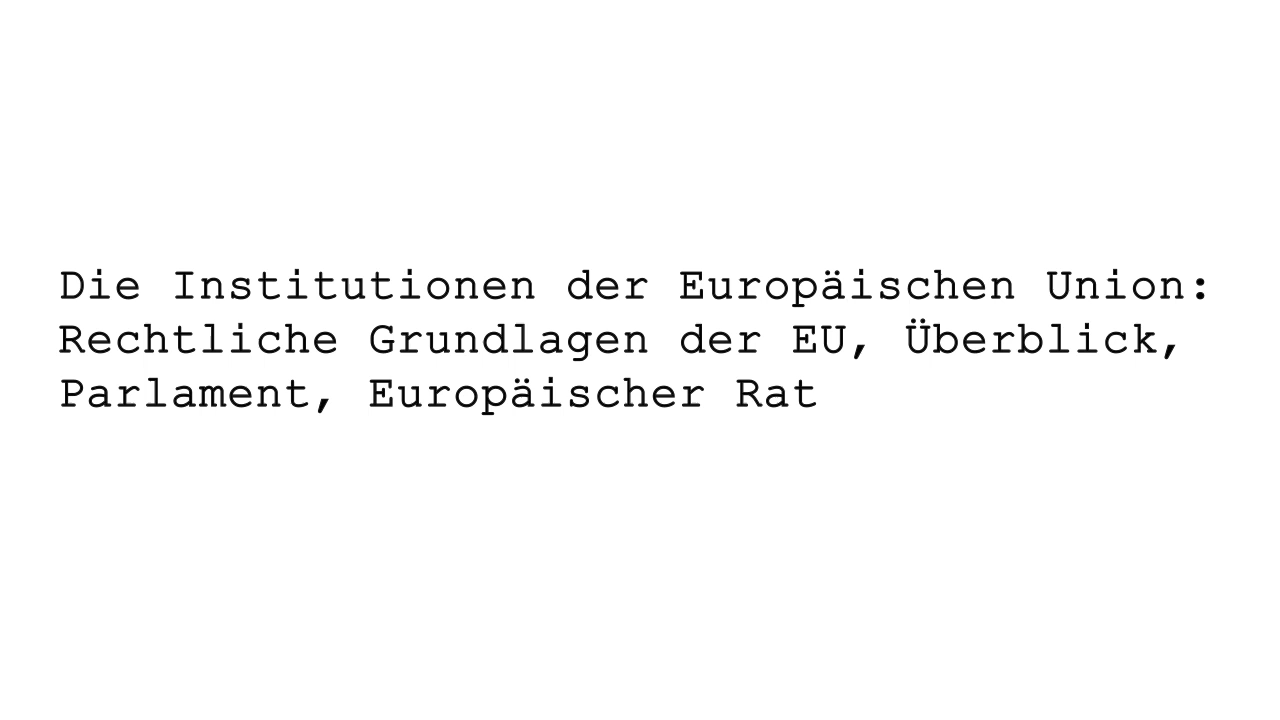 Die Institutionen der Europäischen Union:
Rechtliche Grundlagen der EU, Überblick,
Parlament, Europäischer Rat